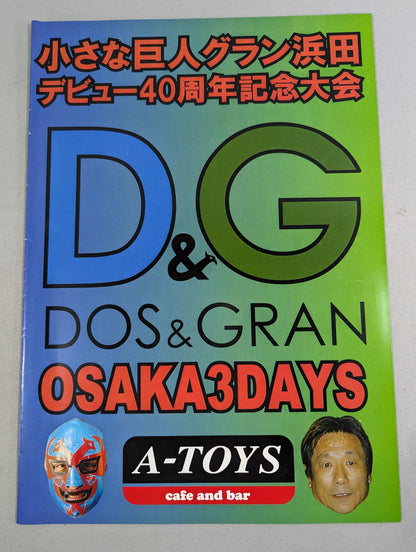 小さな巨人グラン浜田
デビュー40周年記念大会
D&G
DOS&GRAN
OSAKA3DAYS
A-TOYS
cafe and bar